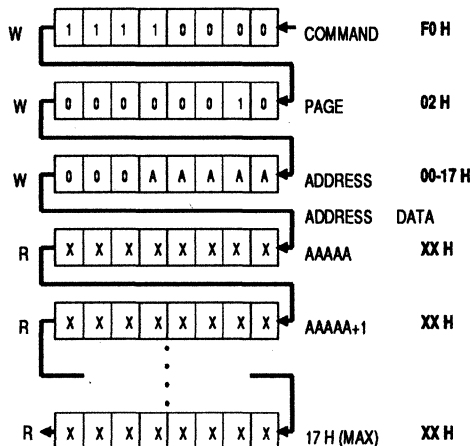 W 1 1 1 1 0 0 0 0 COMMAND F0 H
W 0 0 0 0 0 0 1 0 PAGE 02 H
W 0 0 0 A A A A A ADDRESS 00-17 H
ADDRESS DATA
R X X X X X X X X AAAAA XX H
R X X X X X X X X AAAAA+1 XX H
R X X X X X X X X 17 H (MAX) XX H